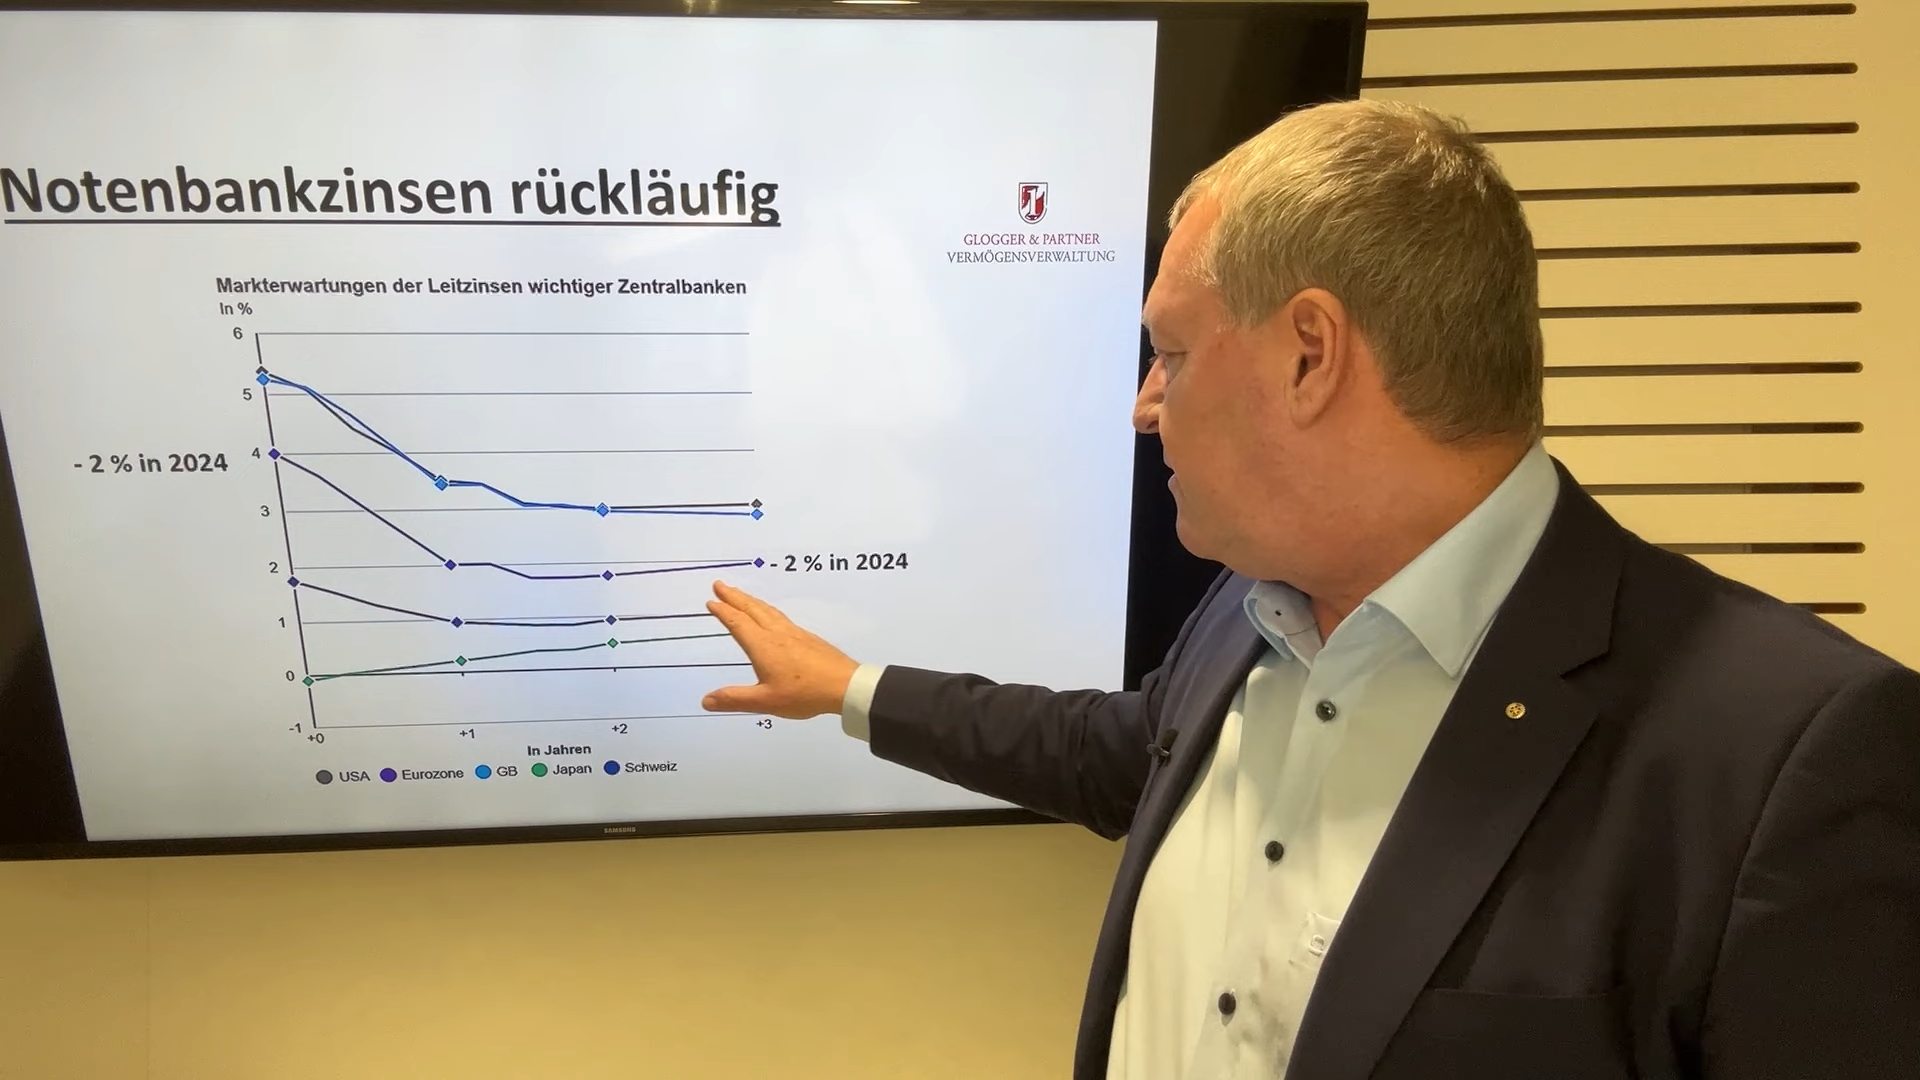 Notenbankzinsen rückläufig
GLOGGER & PARTNER
VERMÖGENSVERWALTUNG
Markterwartungen der Leitzinsen wichtiger Zentralbanken
In %
6
5
- 2 % in 2024
4
3
2
- 2 % in 2024
1
0
-1
+0
+1
+2
+3
In Jahren
USA Eurozone GB Japan Schweiz
SAMSUNG